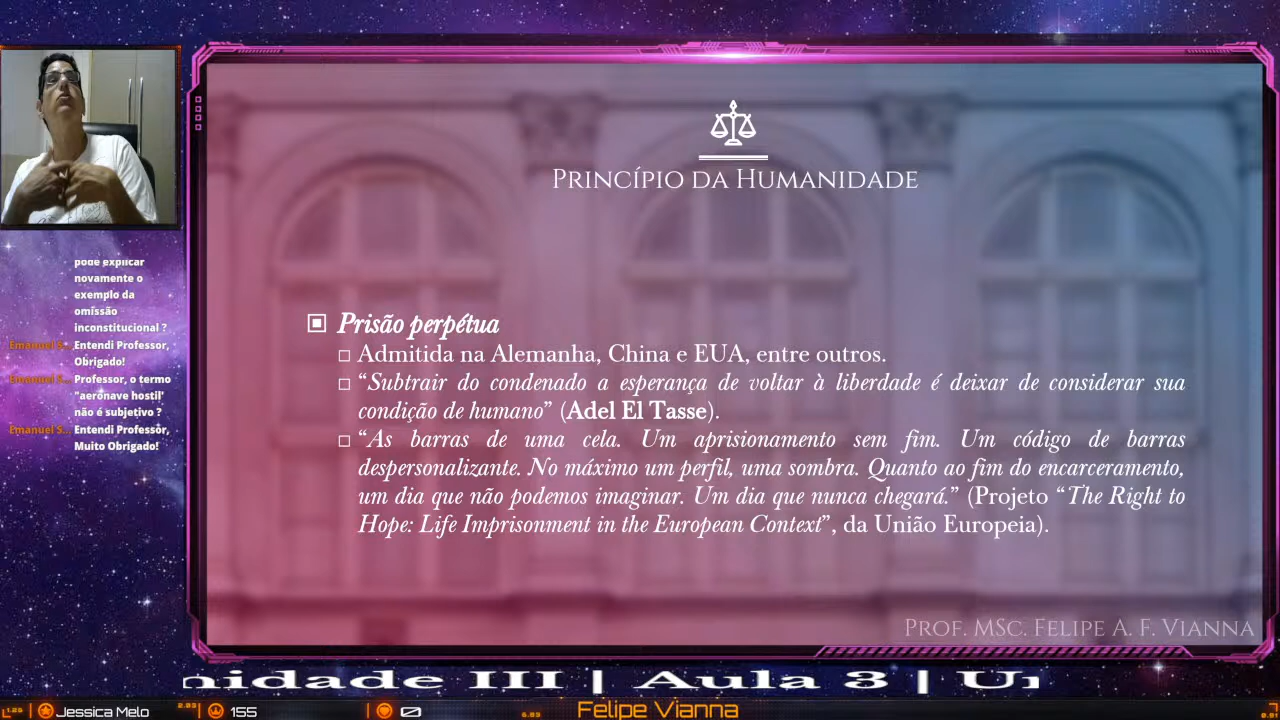 Princípio da Humanidade
Prisão perpétua
Admitida na Alemanha, China e EUA, entre outros.
“Subtrair do condenado a esperança de voltar à liberdade é deixar de considerar sua
condição de humano” (Adel El Tasse).
“As barras de uma cela. Um aprisionamento sem fim. Um código de barras
despersonalizante. No máximo um perfil, uma sombra. Quanto ao fim do encarceramento,
um dia que não podemos imaginar. Um dia que nunca chegará.” (Projeto “The Right to
Hope: Life Imprisonment in the European Context”, da União Europeia).
Prof. MSc. Felipe A. F. Vianna
pode explicar
novamente o
exemplo da
omissão
inconstitucional ?
Emanuel S... Entendi Professor,
Obrigado!
Emanuel S... Professor, o termo
"aeronave hostil"
não é subjetivo ?
Emanuel S... Entendi Professor,
Muito Obrigado!
nidade III | Aula 3 |
Jessica Melo
155
0
Felipe Vianna